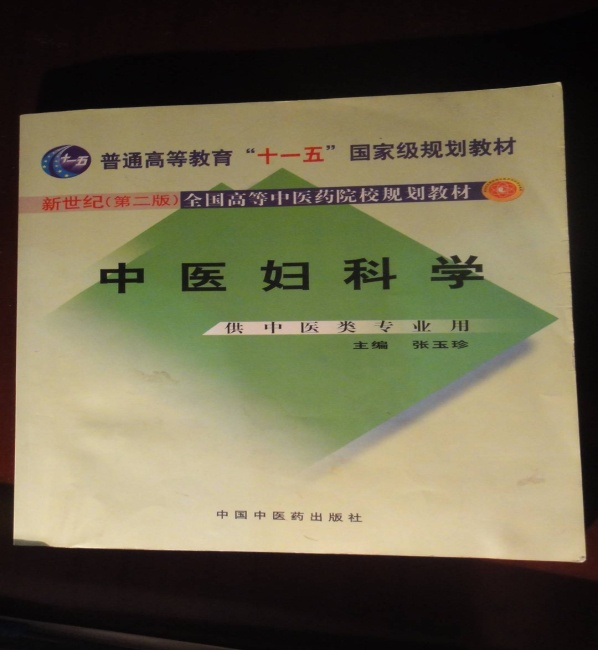 十一五
普通高等教育“十一五”国家级规划教材
新世纪(第二版)全国高等中医药院校规划教材
中医妇科学
供中医类专业用
主编 张玉珍
中国中医药出版社